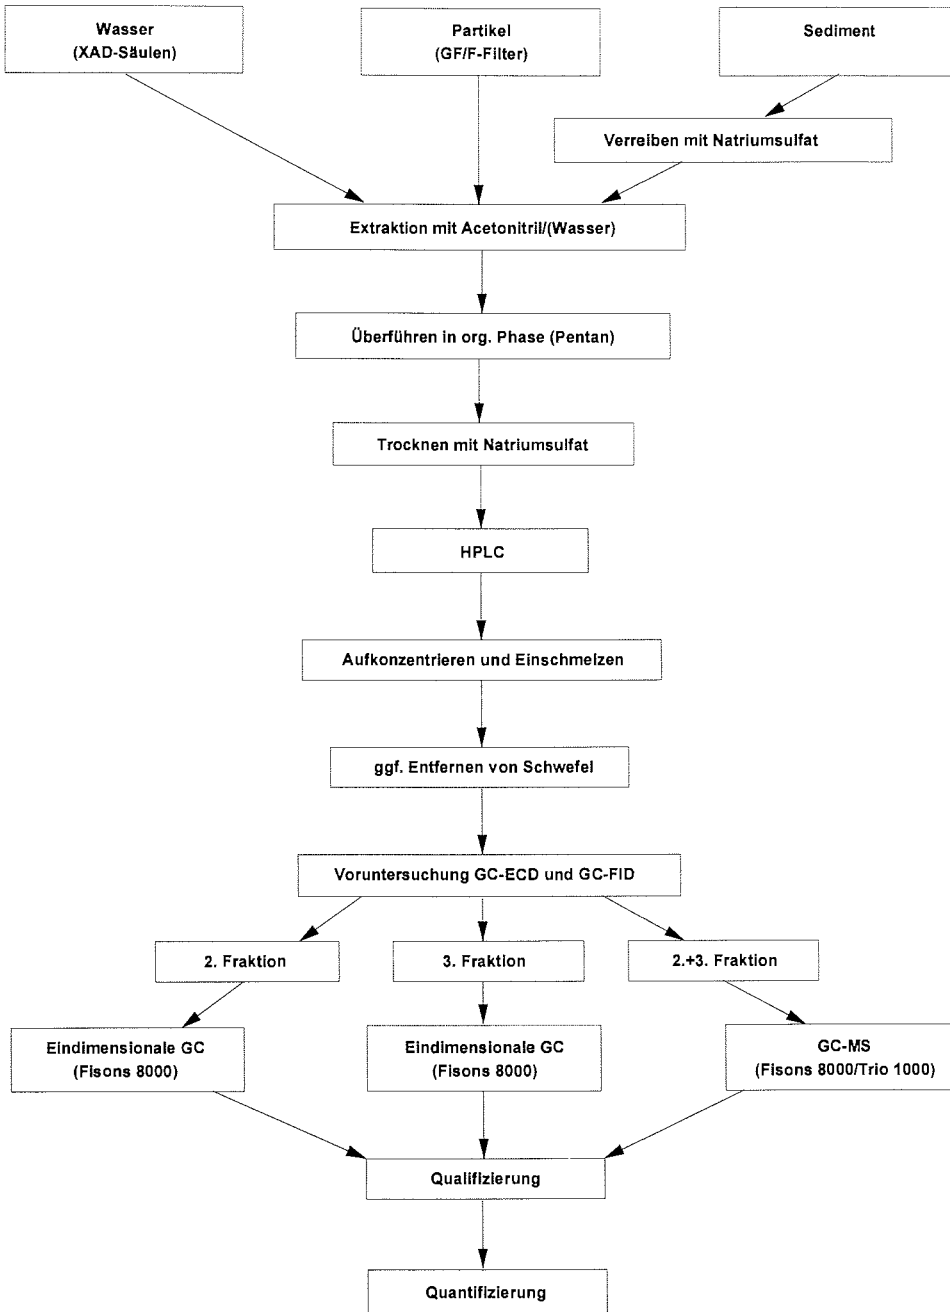 Wasser
(XAD-Säulen)
Partikel
(GF/F-Filter)
Sediment
Verreiben mit Natriumsulfat
Extraktion mit Acetonitril/(Wasser)
Überführen in org. Phase (Pentan)
Trocknen mit Natriumsulfat
HPLC
Aufkonzentrieren und Einschmelzen
ggf. Entfernen von Schwefel
Voruntersuchung GC-ECD und GC-FID
2. Fraktion
3. Fraktion
2.+3. Fraktion
Eindimensionale GC
(Fisons 8000)
Eindimensionale GC
(Fisons 8000)
GC-MS
(Fisons 8000/Trio 1000)
Qualifizierung
Quantifizierung